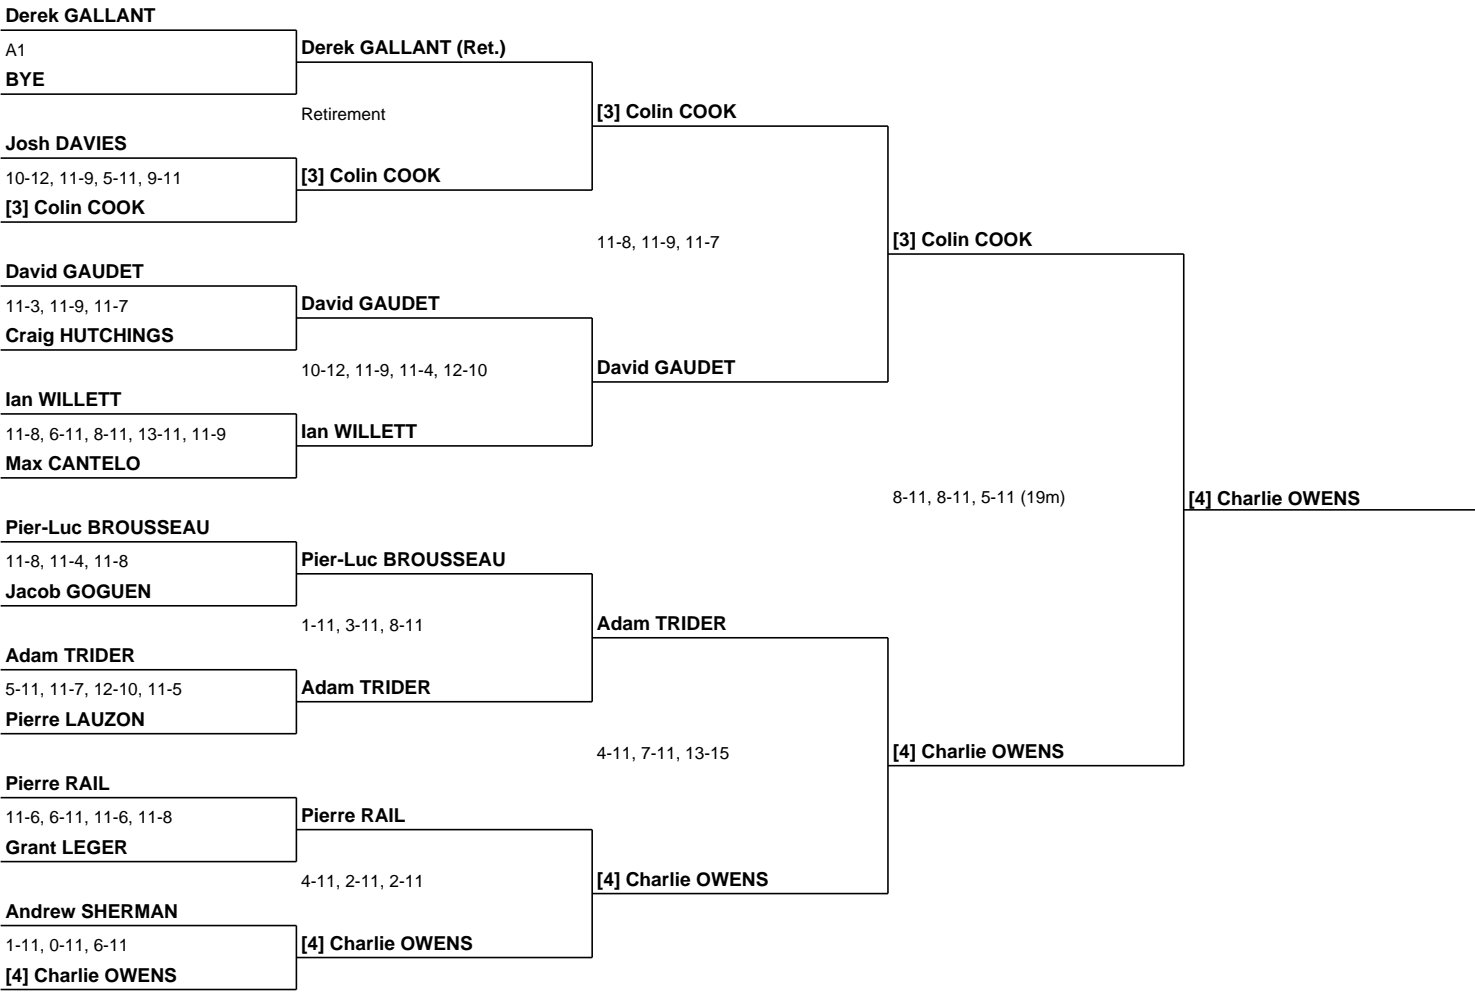 Derek GALLANT
A1
BYE
Josh DAVIES
10-12, 11-9, 5-11, 9-11
[3] Colin COOK
David GAUDET
11-3, 11-9, 11-7
Craig HUTCHINGS
Ian WILLETT
11-8, 6-11, 8-11, 13-11, 11-9
Max CANTELO
Pier-Luc BROUSSEAU
11-8, 11-4, 11-8
Jacob GOGUEN
Adam TRIDER
5-11, 11-7, 12-10, 11-5
Pierre LAUZON
Pierre RAIL
11-6, 6-11, 11-6, 11-8
Grant LEGER
Andrew SHERMAN
1-11, 0-11, 6-11
[4] Charlie OWENS
Derek GALLANT (Ret.)
Retirement
[3] Colin COOK
David GAUDET
10-12, 11-9, 11-4, 12-10
Ian WILLETT
Pier-Luc BROUSSEAU
1-11, 3-11, 8-11
Adam TRIDER
Pierre RAIL
4-11, 2-11, 2-11
[4] Charlie OWENS
[3] Colin COOK
11-8, 11-9, 11-7
David GAUDET
Adam TRIDER
4-11, 7-11, 13-15
[4] Charlie OWENS
[3] Colin COOK
8-11, 8-11, 5-11 (19m)
[4] Charlie OWENS
[4] Charlie OWENS